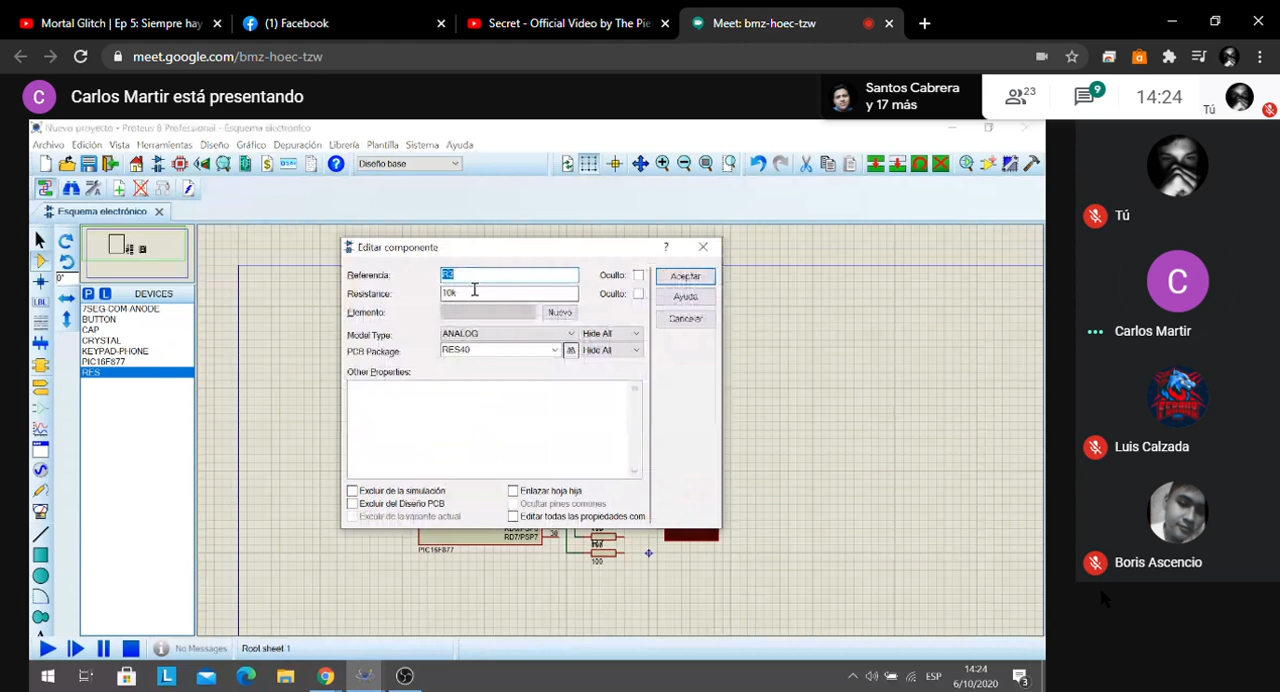 Mortal Glitch | Ep 5: Siempre hay
Facebook
Secret - Official Video by The Pie
Meet: bmz-hoec-tzw
meet.google.com/bmz-hoec-tzw
C
Carlos Martir está presentando
Santos Cabrera
y 17 más
23
9
14:24
Tú
Nuevo proyecto - Proteus 8 Professional - Esquema electrónico
Archivo Edición Vista Herramientas Diseño Gráfico Depuración Librería Plantilla Sistema Ayuda
Diseño base
Esquema electrónico
0°
P L DEVICES
7SEG-COM-ANODE
BUTTON
CAP
CRYSTAL
KEYPAD-PHONE
PIC16F877
RES
LBL
Editar componente
Referencia:
Oculto:
Aceptar
Resistance: 10k
Oculto:
Ayuda
Elemento:
Nuevo
Cancelar
Model Type: ANALOG Hide All
PCB Package: RES40 Hide All
Other Properties:
Excluir de la simulación
Excluir del Diseño PCB
Excluir de la variante actual
Enlazar hoja hija
Ocultar pines comunes
Editar todas las propiedades com
RD7/PSP7
PIC16F877
100
No Messages
Root sheet 1
Tú
C
Carlos Martir
Luis Calzada
Boris Ascencio
ESP
14:24
6/10/2020
3